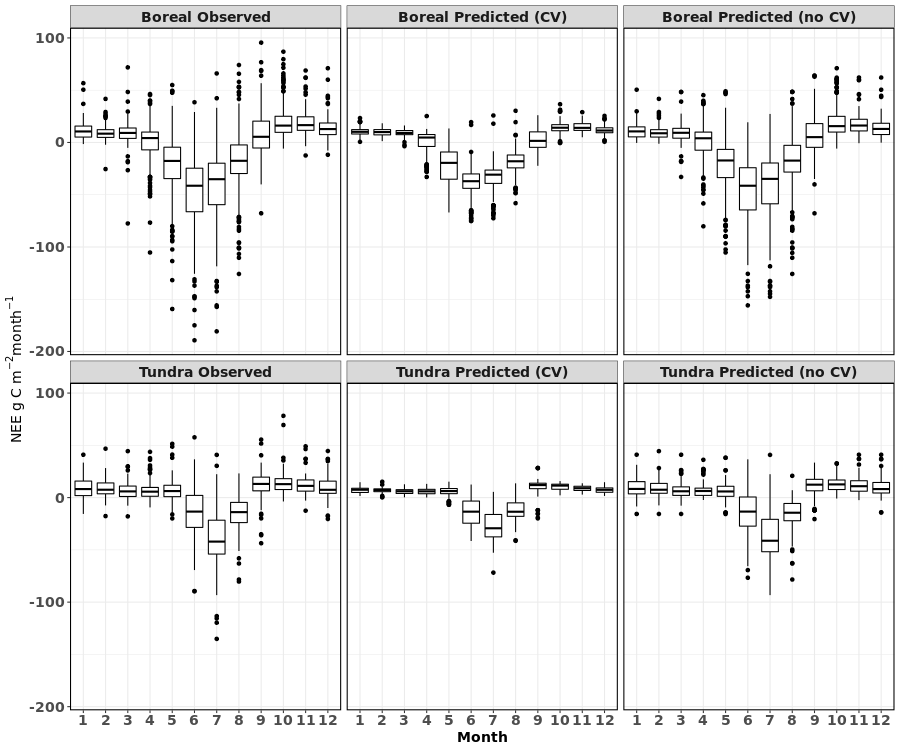 Boreal Observed Boreal Predicted (CV) Boreal Predicted (no CV)
100
0
-100
-200
Tundra Observed Tundra Predicted (CV) Tundra Predicted (no CV)
100
0
-100
-200
NEE g C m⁻²month⁻¹
1 2 3 4 5 6 7 8 9 10 11 12 1 2 3 4 5 6 7 8 9 10 11 12 1 2 3 4 5 6 7 8 9 10 11 12
Month